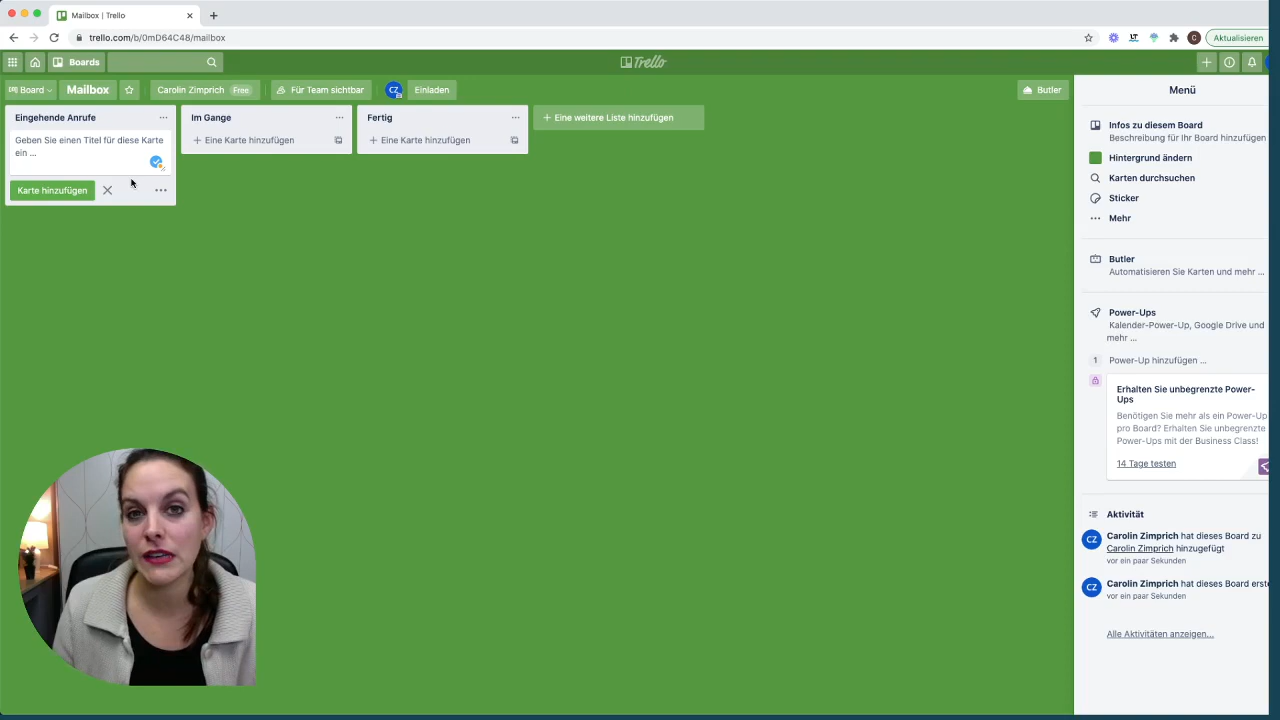 Mailbox | Trello
trello.com/b/0mD64C48/mailbox
LT
C
Aktualisieren
Boards
Trello
Board
Mailbox
Carolin Zimprich Free
Für Team sichtbar
CZ
Einladen
Butler
Eingehende Anrufe
Geben Sie einen Titel für diese Karte
ein ...
Karte hinzufügen
Im Gange
+ Eine Karte hinzufügen
Fertig
+ Eine Karte hinzufügen
+ Eine weitere Liste hinzufügen
Menü
Infos zu diesem Board
Beschreibung für Ihr Board hinzufügen
Hintergrund ändern
Karten durchsuchen
Sticker
Mehr
Butler
Automatisieren Sie Karten und mehr ...
Power-Ups
Kalender-Power-Up, Google Drive und
mehr ...
1 Power-Up hinzufügen ...
Erhalten Sie unbegrenzte Power-
Ups
Benötigen Sie mehr als ein Power-Up
pro Board? Erhalten Sie unbegrenzte
Power-Ups mit der Business Class!
14 Tage testen
Aktivität
CZ
Carolin Zimprich hat dieses Board zu
Carolin Zimprich hinzugefügt
vor ein paar Sekunden
CZ
Carolin Zimprich hat dieses Board erste
vor ein paar Sekunden
Alle Aktivitäten anzeigen...